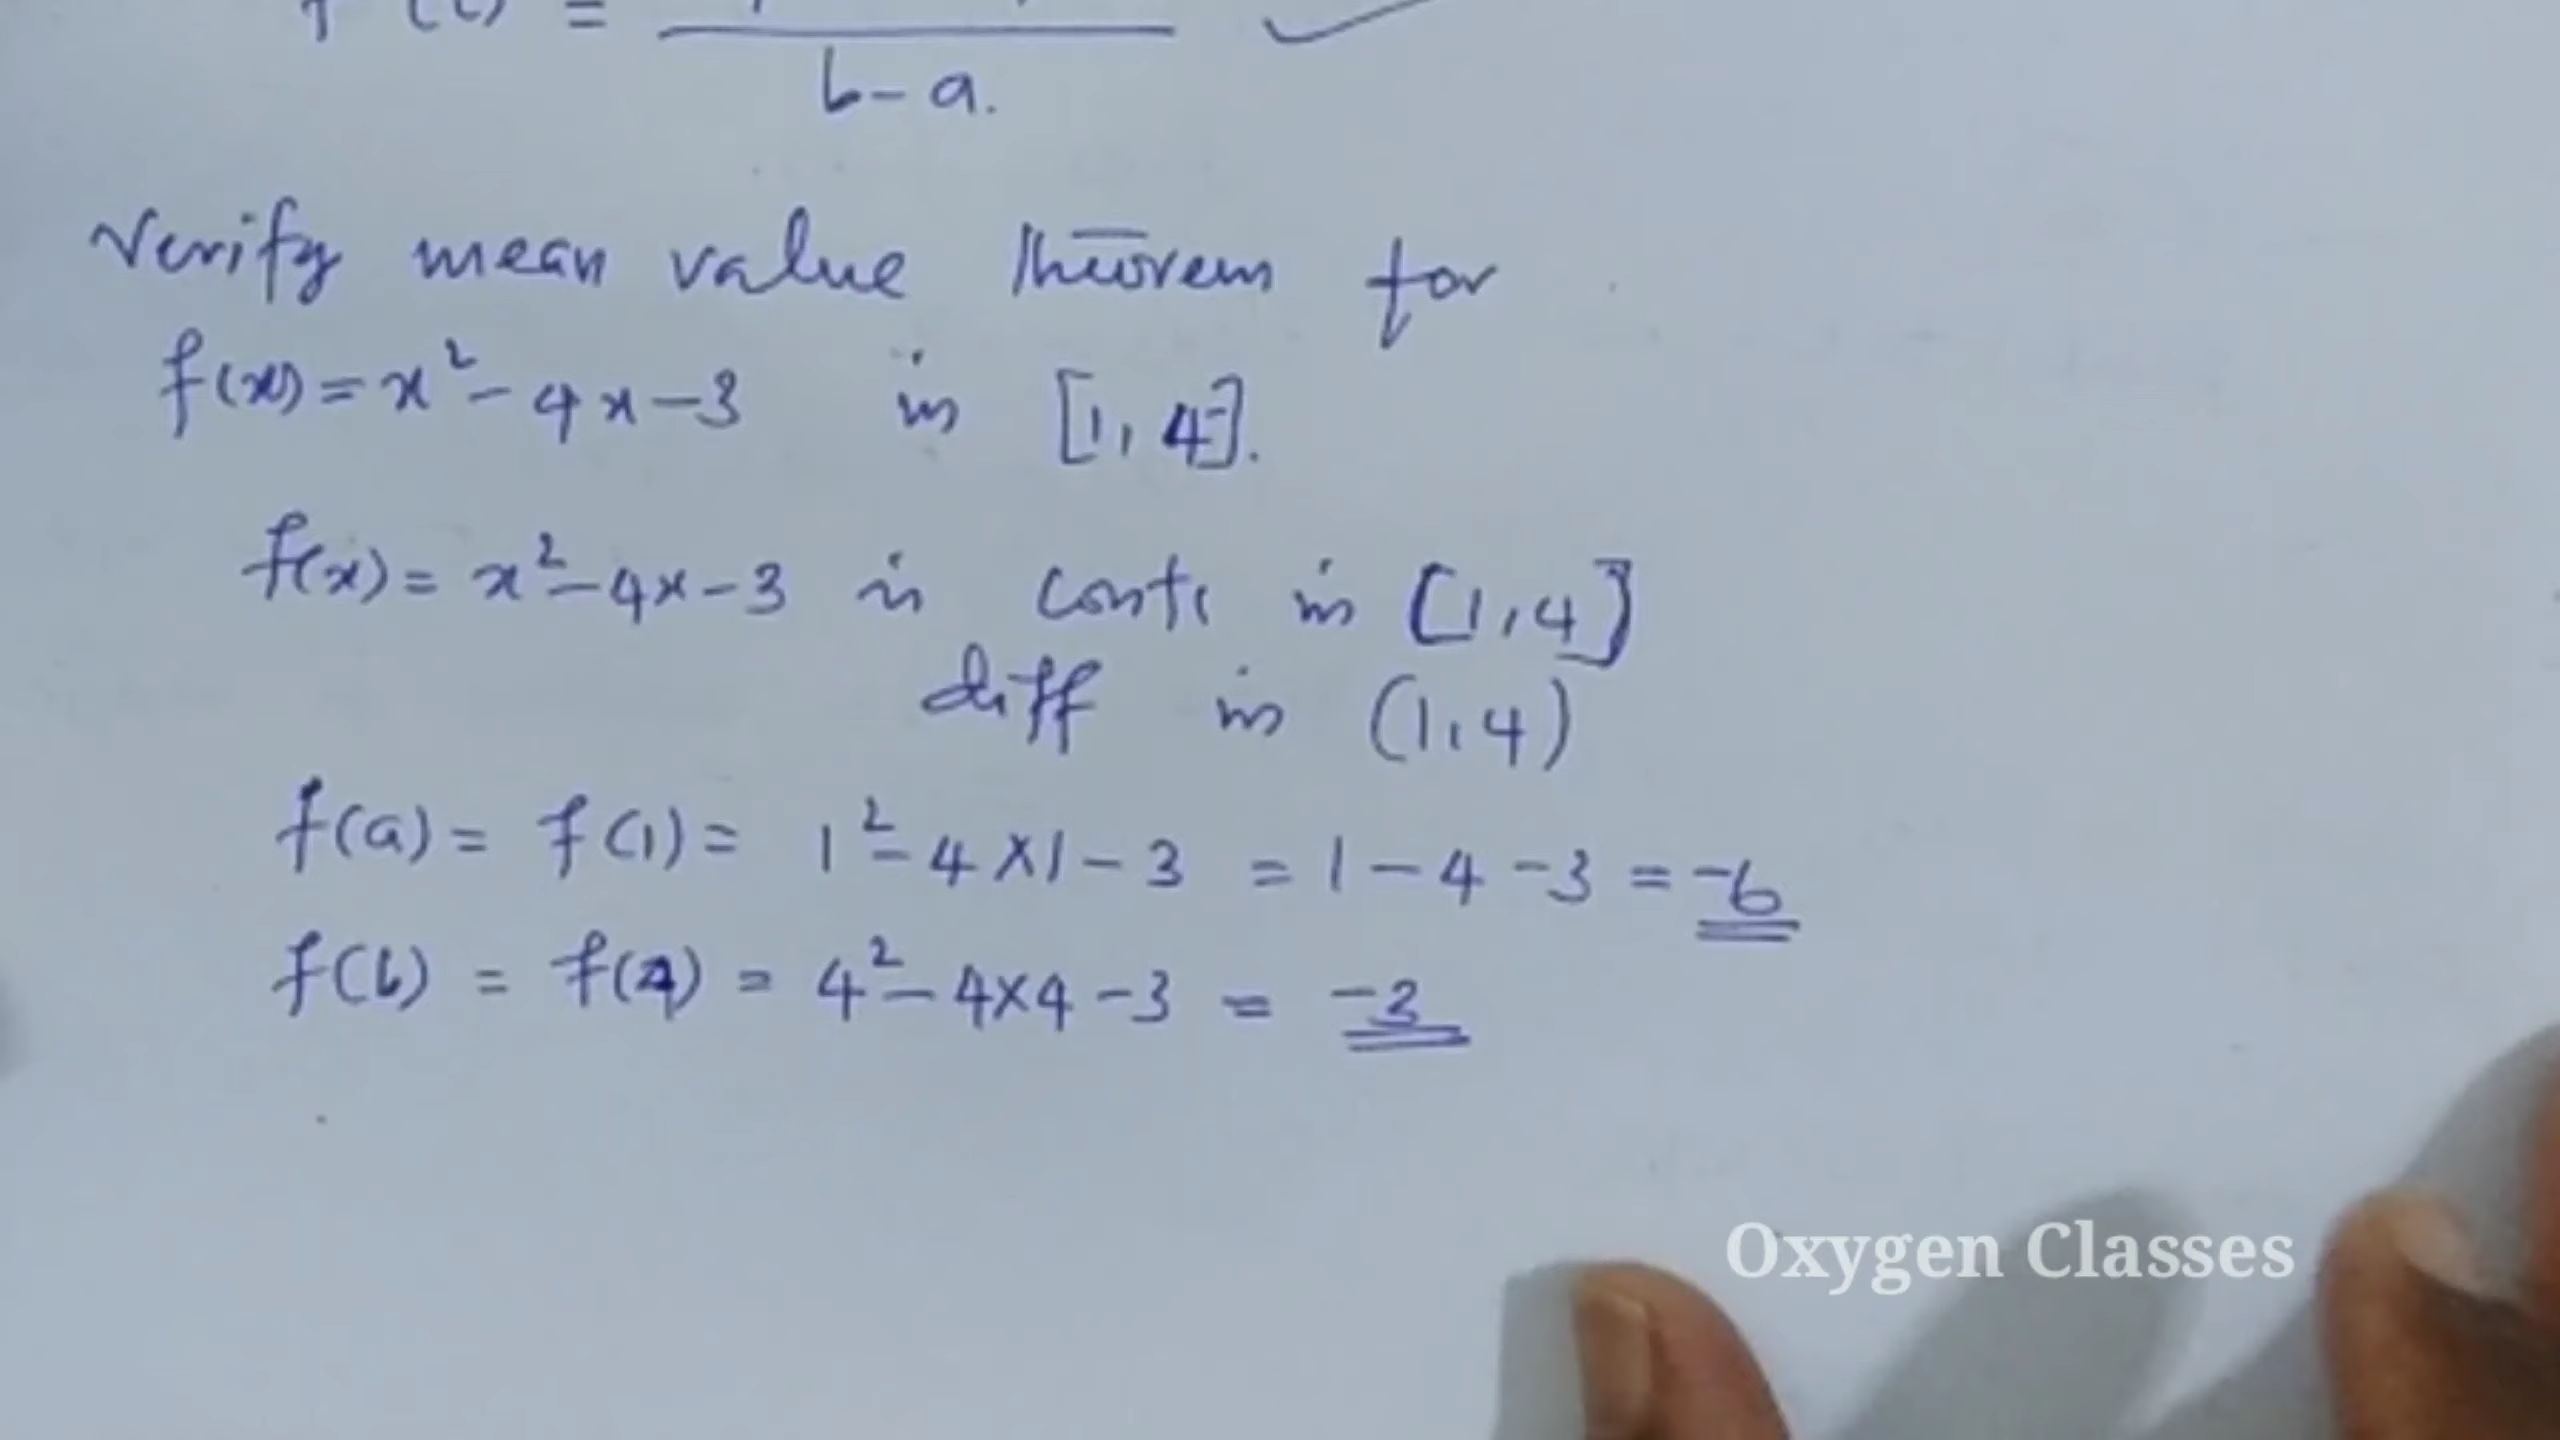 b-a.
Verify mean value theorem for
f(x) = x² - 4x - 3 in [1, 4].
f(x) = x² - 4x - 3 is conts in [1, 4]
diff in (1, 4)
f(a) = f(1) = 1² - 4 × 1 - 3 = 1 - 4 - 3 = -6
f(b) = f(4) = 4² - 4×4 - 3 = -3
Oxygen Classes